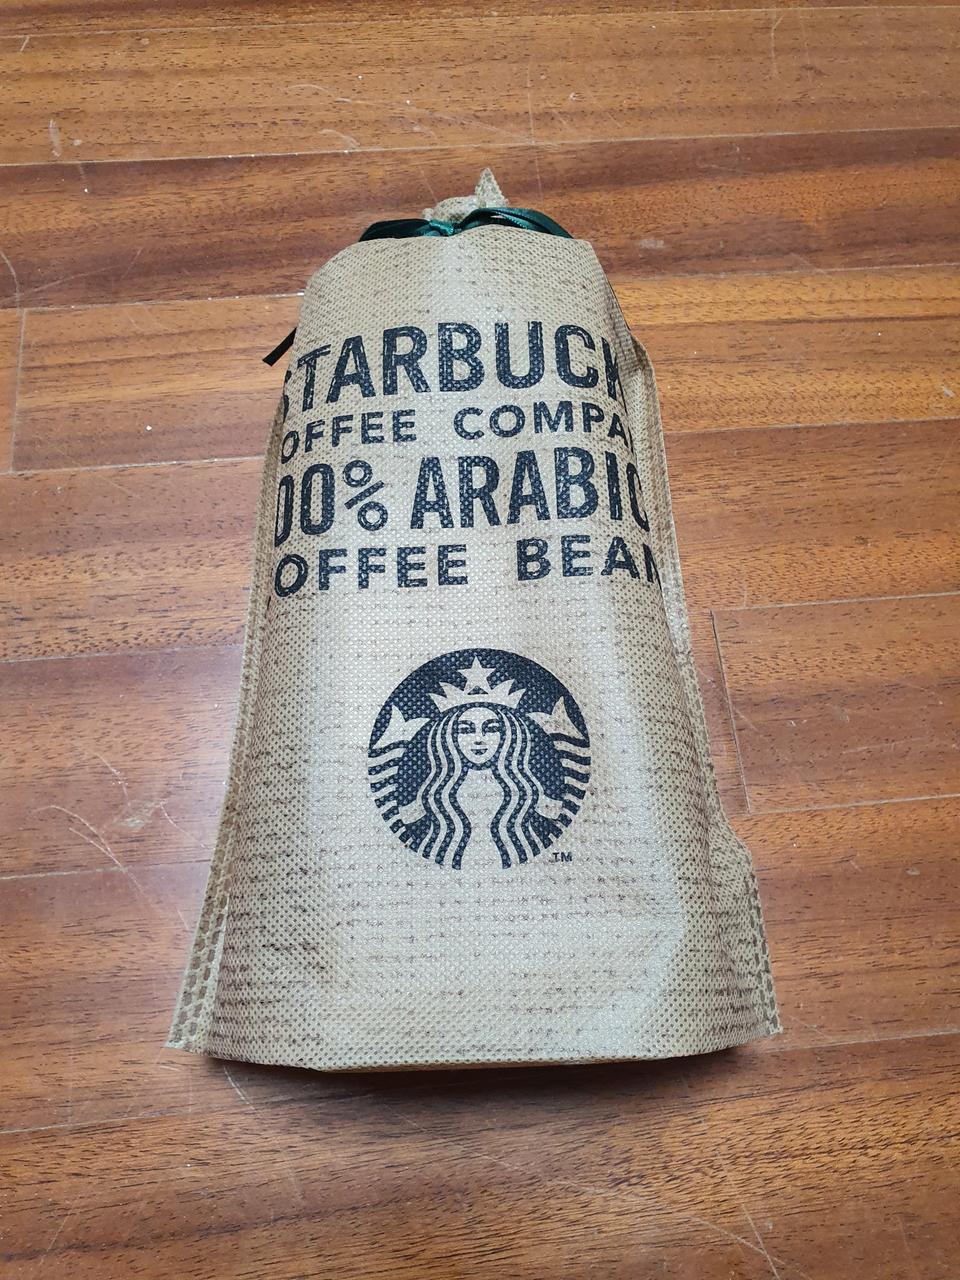 STARBUCK
OFFEE COMPA
00% ARABIC
OFFEE BEAN
TM